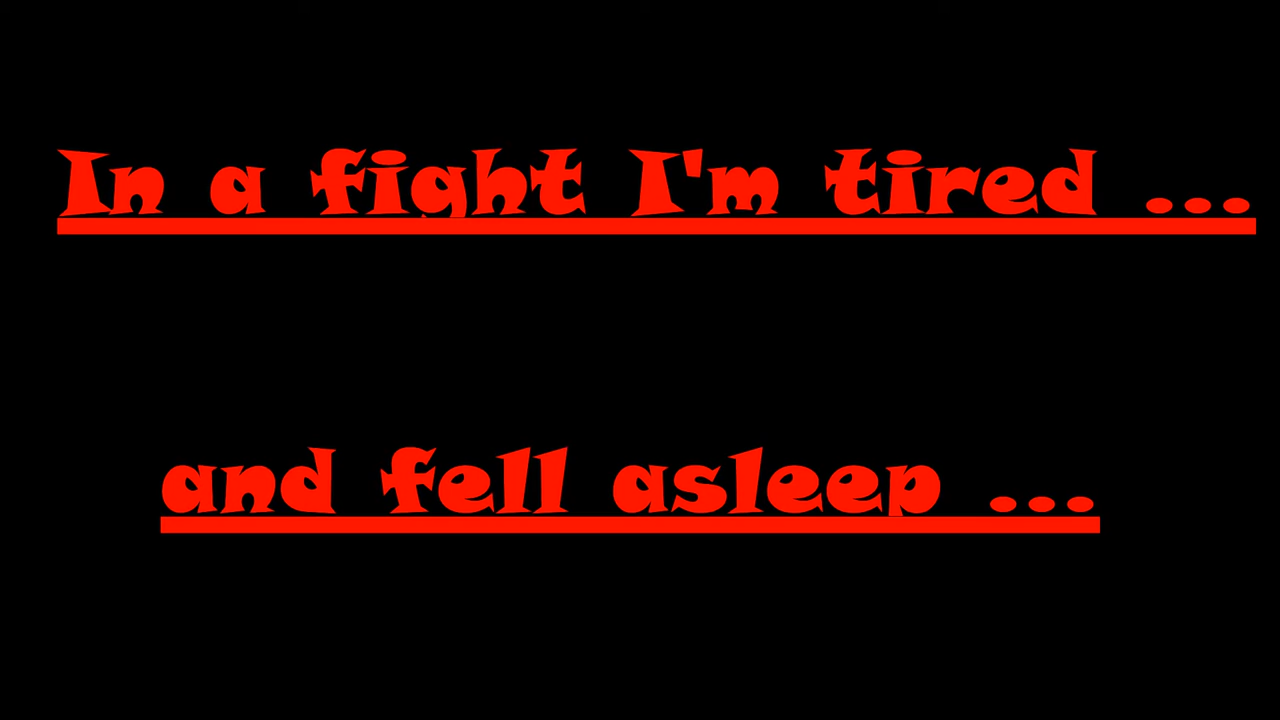 In a fight I'm tired ...
and fell asleep ...